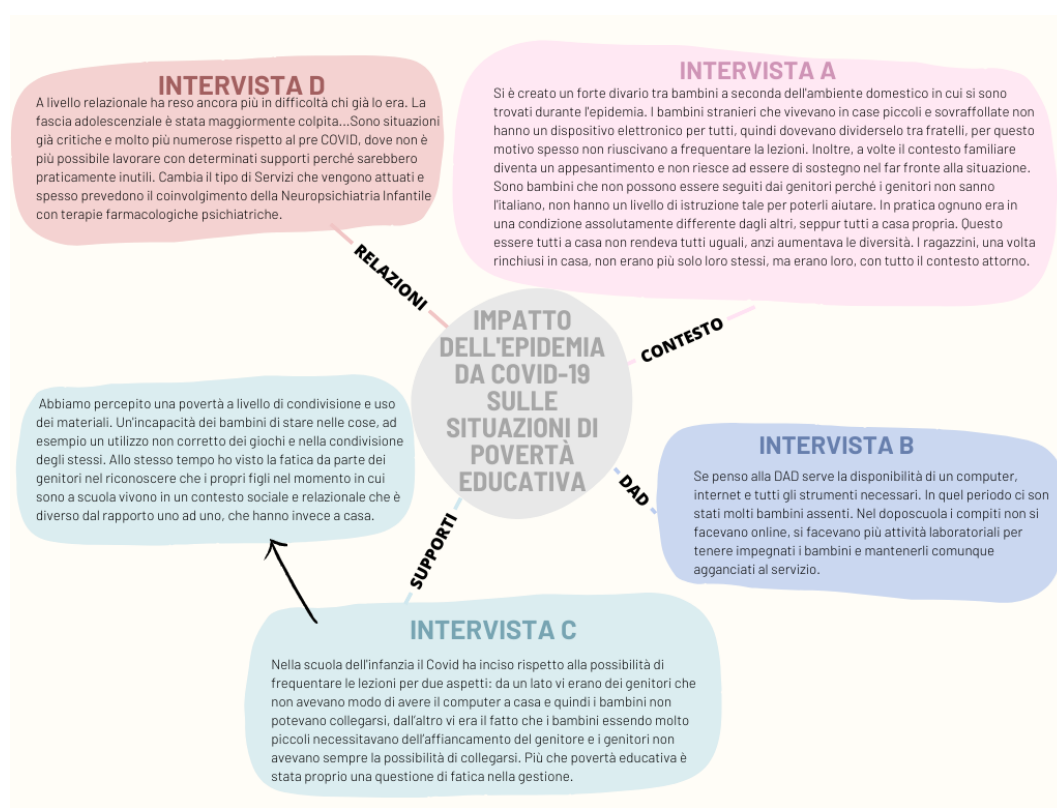 INTERVISTA D
A livello relazionale ha reso ancora più in difficoltà chi già lo era. La
fascia adolescenziale è stata maggiormente colpita...Sono situazioni
già critiche e molto più numerose rispetto al pre COVID, dove non è
più possibile lavorare con determinati supporti perché sarebbero
praticamente inutili. Cambia il tipo di Servizi che vengono attuati e
spesso prevedono il coinvolgimento della Neuropsichiatria Infantile
con terapie farmacologiche psichiatriche.
INTERVISTA A
Si è creato un forte divario tra bambini a seconda dell'ambiente domestico in cui si sono
trovati durante l'epidemia. I bambini stranieri che vivevano in case piccoli e sovraffollate non
hanno un dispositivo elettronico per tutti, quindi dovevano dividerselo tra fratelli, per questo
motivo spesso non riuscivano a frequentare la lezioni. Inoltre, a volte il contesto familiare
diventa un appesantimento e non riesce ad essere di sostegno nel far fronte alla situazione.
Sono bambini che non possono essere seguiti dai genitori perché i genitori non sanno
l'italiano, non hanno un livello di istruzione tale per poterli aiutare. In pratica ognuno era in
una condizione assolutamente differente dagli altri, seppur tutti a casa propria. Questo
essere tutti a casa non rendeva tutti uguali, anzi aumentava le diversità. I ragazzini, una volta
rinchiusi in casa, non erano più solo loro stessi, ma erano loro, con tutto il contesto attorno.
RELAZIONI
CONTESTO
IMPATTO
DELL'EPIDEMIA
DA COVID-19
SULLE
SITUAZIONI DI
POVERTÀ
EDUCATIVA
Abbiamo percepito una povertà a livello di condivisione e uso
dei materiali. Un'incapacità dei bambini di stare nelle cose, ad
esempio un utilizzo non corretto dei giochi e nella condivisione
degli stessi. Allo stesso tempo ho visto la fatica da parte dei
genitori nel riconoscere che i propri figli nel momento in cui
sono a scuola vivono in un contesto sociale e relazionale che è
diverso dal rapporto uno ad uno, che hanno invece a casa.
DAD
INTERVISTA B
Se penso alla DAD serve la disponibilità di un computer,
internet e tutti gli strumenti necessari. In quel periodo ci son
stati molti bambini assenti. Nel doposcuola i compiti non si
facevano online, si facevano più attività laboratoriali per
tenere impegnati i bambini e mantenerli comunque
agganciati al servizio.
SUPPORTI
INTERVISTA C
Nella scuola dell'infanzia il Covid ha inciso rispetto alla possibilità di
frequentare le lezioni per due aspetti: da un lato vi erano dei genitori che
non avevano modo di avere il computer a casa e quindi i bambini non
potevano collegarsi, dall'altro vi era il fatto che i bambini essendo molto
piccoli necessitavano dell'affiancamento del genitore e i genitori non
avevano sempre la possibilità di collegarsi. Più che povertà educativa è
stata proprio una questione di fatica nella gestione.